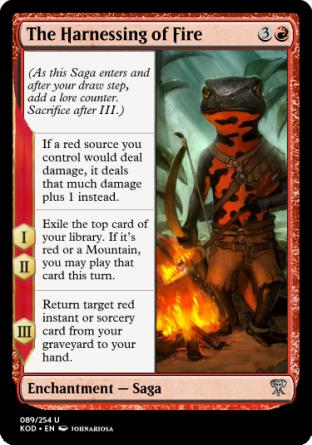 The Harnessing of Fire 3
(As this Saga enters and
after your draw step,
add a lore counter.
Sacrifice after III.)
If a red source you
control would deal
damage, it deals
that much damage
plus 1 instead.
I
II
Exile the top card of
your library. If it's
red or a Mountain,
you may play that
card this turn.
III
Return target red
instant or sorcery
card from your
graveyard to your
hand.
Enchantment — Saga
089/254 U
KOD • EN JOHNARIOSA